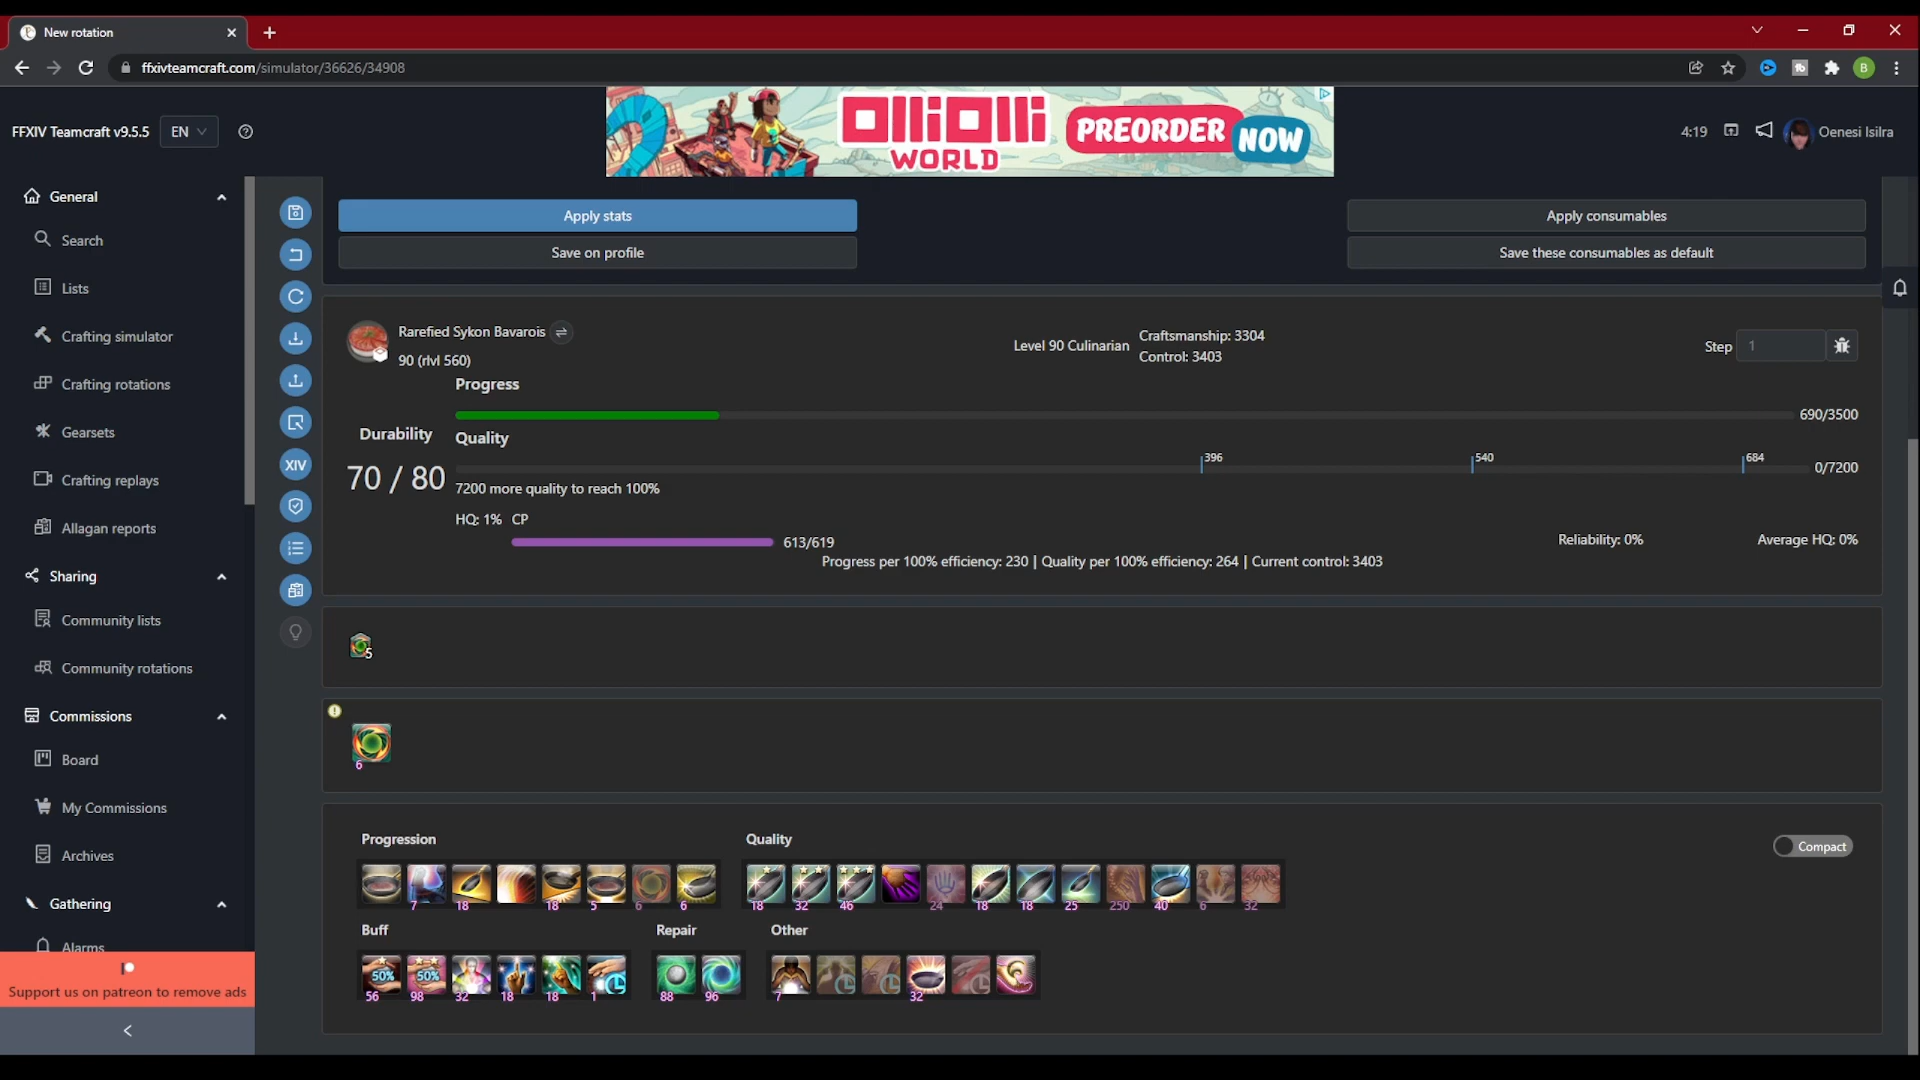 New rotation
ffxivteamcraft.com/simulator/36626/34908
B
FFXIV Teamcraft v9.5.5
EN
OlliOlli
WORLD
PREORDER
NOW
4:19
Oenesi Isilra
General
Search
Lists
Crafting simulator
Crafting rotations
Gearsets
Crafting replays
Allagan reports
Sharing
Community lists
Community rotations
Commissions
Board
My Commissions
Archives
Gathering
Alarms
Support us on patreon to remove ads
XIV
Apply stats
Save on profile
Apply consumables
Save these consumables as default
Rarefied Sykon Bavarois
90 (rlvl 560)
Level 90 Culinarian
Craftsmanship: 3304
Control: 3403
Step
1
Progress
690/3500
Durability
70 / 80
Quality
396
540
684
0/7200
7200 more quality to reach 100%
HQ: 1%
CP
613/619
Reliability: 0%
Average HQ: 0%
Progress per 100% efficiency: 230 | Quality per 100% efficiency: 264 | Current control: 3403
5
6
Progression
7 18 18 5 6 6
Quality
18 32 46 24 18 18 25 250 40 6 32
Compact
Buff
50% 50%
56 98 32 18 18 1
Repair
88 96
Other
7 32